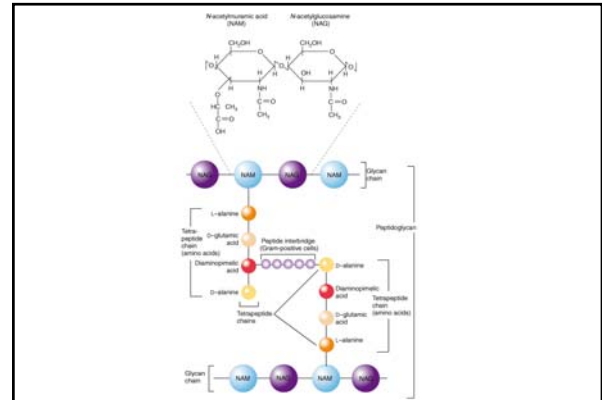 N-acetylmuramic acid
(NAM)
N-acetylglucosamine
(NAG)
CH₂OH
CH₂OH
H
O
H
O
H
H
O
O
O
H
H
OH
H
H
H
H
O
H
NH
H
NH
HC CH₃
C=O
C=O
C=O
CH₃
CH₃
OH
NAG
NAM
NAG
NAM
Glycan
chain
Peptidoglycan
L–alanine
Tetra-
peptide
chain
(amino acids)
D–glutamic
acid
Diaminopimelic
acid
D–alanine
Peptide interbridge
(Gram-positive cells)
Tetrapeptide
chains
D–alanine
Diaminopimelic
acid
D–glutamic
acid
L–alanine
Tetrapeptide
chain
(amino acids)
Glycan
chain
NAM
NAG
NAM
NAG